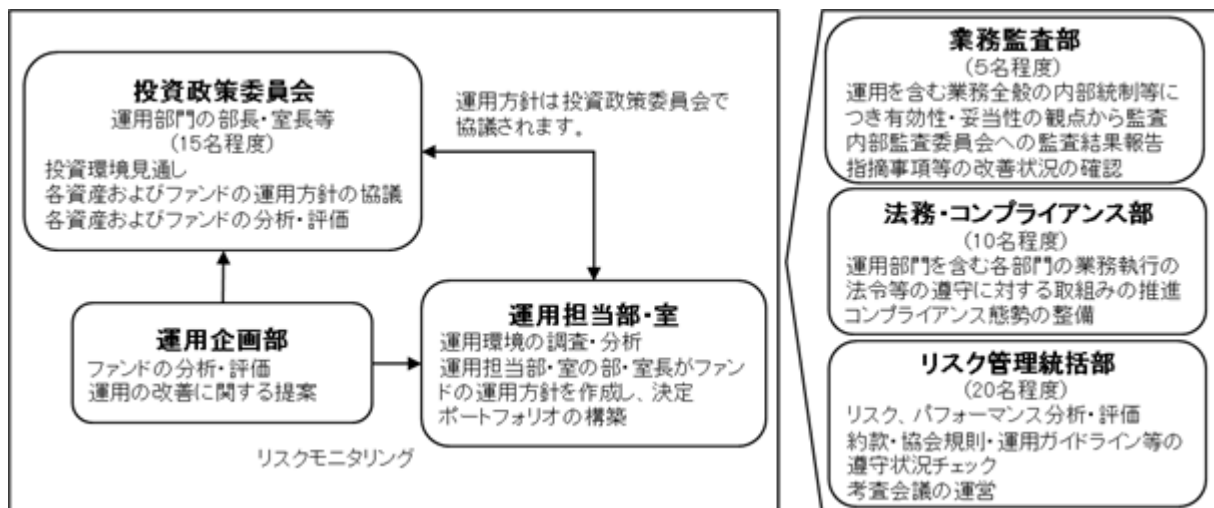 投資政策委員会
運用部門の部長・室長等
(15名程度)
投資環境見通し
各資産およびファンドの運用方針の協議
各資産およびファンドの分析・評価
運用方針は投資政策委員会で
協議されます。
運用企画部
ファンドの分析・評価
運用の改善に関する提案
運用担当部・室
運用環境の調査・分析
運用担当部・室の部・室長がファン
ドの運用方針を作成し、決定
ポートフォリオの構築
リスクモニタリング
業務監査部
(5名程度)
運用を含む業務全般の内部統制等に
つき有効性・妥当性の観点から監査
内部監査委員会への監査結果報告
指摘事項等の改善状況の確認
法務・コンプライアンス部
(10名程度)
運用部門を含む各部門の業務執行の
法令等の遵守に対する取組みの推進
コンプライアンス態勢の整備
リスク管理統括部
(20名程度)
リスク、パフォーマンス分析・評価
約款・協会規則・運用ガイドライン等の
遵守状況チェック
考査会議の運営